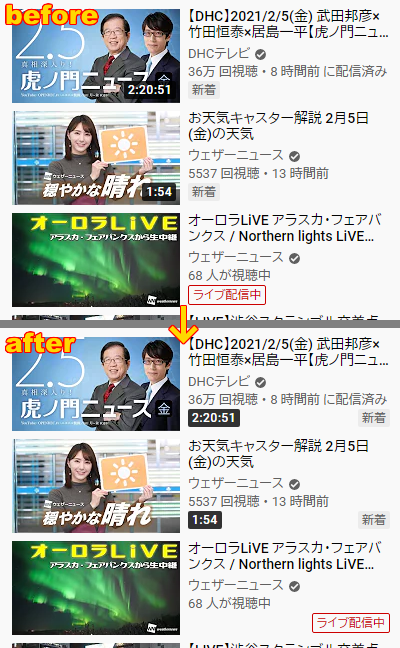 before
2.5
真相深入り!
虎ノ門ニュース
金
2:20:51
【DHC】2021/2/5(金) 武田邦彦×
竹田恒泰×居島一平【虎ノ門ニュ...
DHCテレビ
36万 回視聴・8 時間前 に配信済み
新着
ウェザーニュース
穏やかな晴れ
1:54
お天気キャスター解説 2月5日
(金)の天気
ウェザーニュース
5537 回視聴・13 時間前
新着
オーロラLiVE
アラスカ・フェアバンクスから生中継
weathernews
オーロラLiVE アラスカ・フェアバ
ンクス / Northern lights LiVE...
ウェザーニュース
68 人が視聴中
ライブ配信中
after
2.5
真相深入り!
虎ノ門ニュース
金
【DHC】2021/2/5(金) 武田邦彦×
竹田恒泰×居島一平【虎ノ門ニュ...
DHCテレビ
36万 回視聴・8 時間前 に配信済み
2:20:51
新着
ウェザーニュース
穏やかな晴れ
お天気キャスター解説 2月5日
(金)の天気
ウェザーニュース
5537 回視聴・13 時間前
1:54
新着
オーロラLiVE
アラスカ・フェアバンクスから生中継
weathernews
オーロラLiVE アラスカ・フェアバ
ンクス / Northern lights LiVE...
ウェザーニュース
68 人が視聴中
ライブ配信中